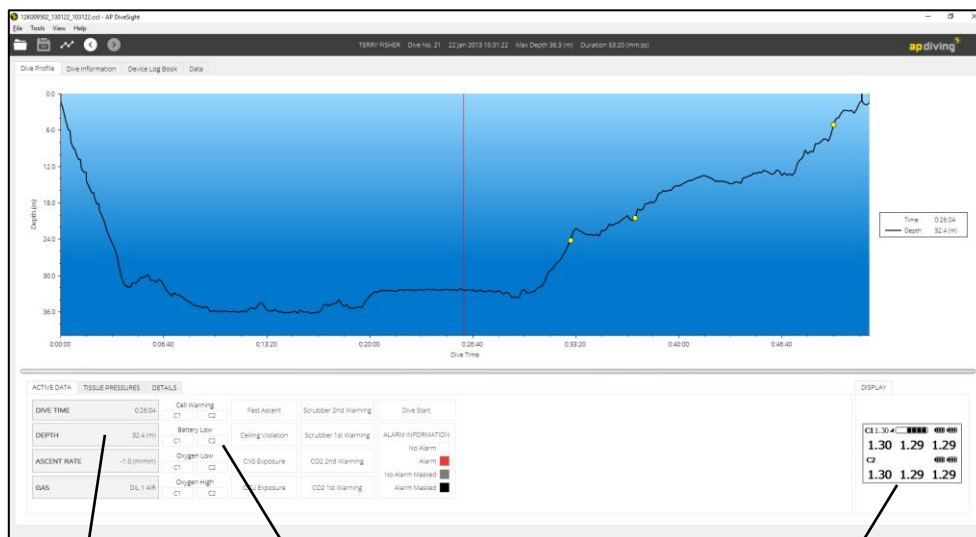 12K009502_130122_103122.ccl - AP DiveSight
File Tools View Help
TERRY FISHER Dive No. 21 22 Jan 2013 10:31:22 Max Depth 36.3 (m) Duration 53:20 (mm:ss)
apdiving
Dive Profile Dive Information Device Log Book Data
0.0
6.0
12.0
18.0
24.0
30.0
36.0
Depth (m)
0:00:00 0:06:40 0:13:20 0:20:00 0:26:40 0:33:20 0:40:00 0:46:40
Dive Time
Time 0:26:04
Depth 32.4 (m)
ACTIVE DATA TISSUE PRESSURES DETAILS
DISPLAY
DIVE TIME 0:26:04
Cell Warning
C1 C2
Fast Ascent Scrubber 2nd Warning Dive Start
DEPTH 32.4 (m)
Battery Low
C1 C2
Ceiling Violation Scrubber 1st Warning ALARM INFORMATION
No Alarm
ASCENT RATE -1.0 (m/min)
Oxygen Low
C1 C2
CNS Exposure CO2 2nd Warning Alarm
No Alarm Masked
GAS DIL 1 AIR
Oxygen High
C1 C2
Exposure CO2 1st Warning Alarm Masked
C1 1.30
1.30 1.29 1.29
C2
1.30 1.29 1.29